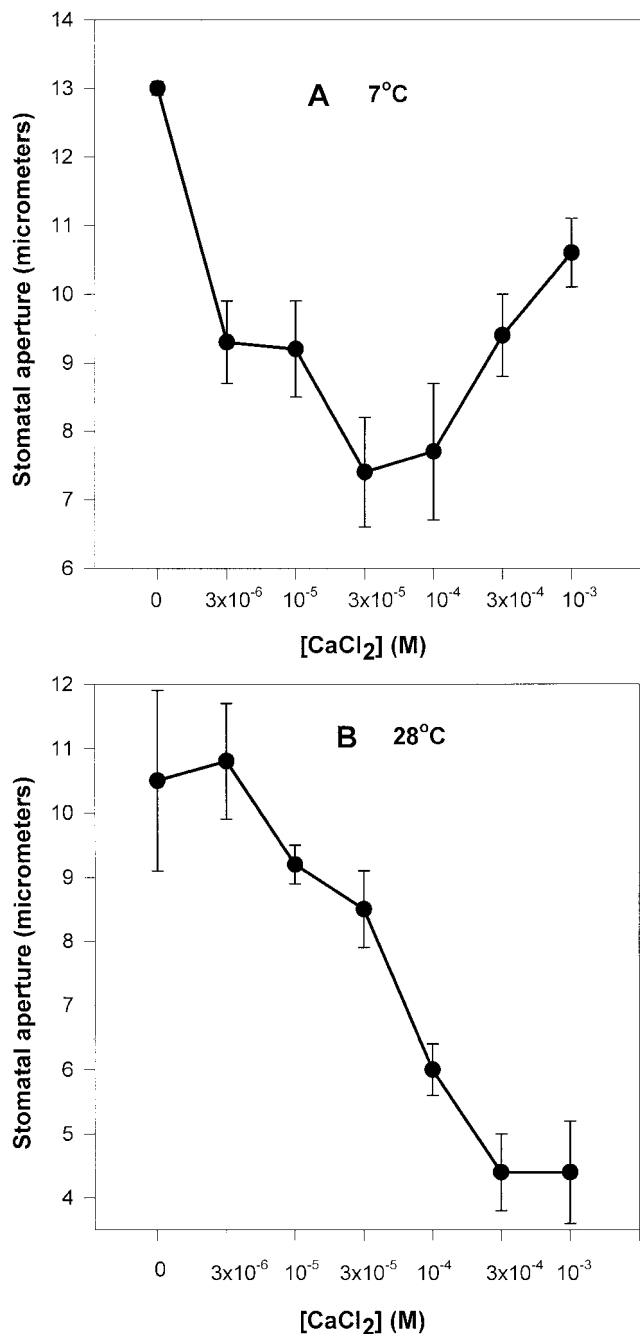 A 7°C
Stomatal aperture (micrometers)
13
12
11
10
9
8
7
6
0 3x10⁻⁶ 10⁻⁵ 3x10⁻⁵ 10⁻⁴ 3x10⁻⁴ 10⁻³
[CaCl₂] (M)
B 28°C
Stomatal aperture (micrometers)
12
11
10
9
8
7
6
5
4
0 3x10⁻⁶ 10⁻⁵ 3x10⁻⁵ 10⁻⁴ 3x10⁻⁴ 10⁻³
[CaCl₂] (M)